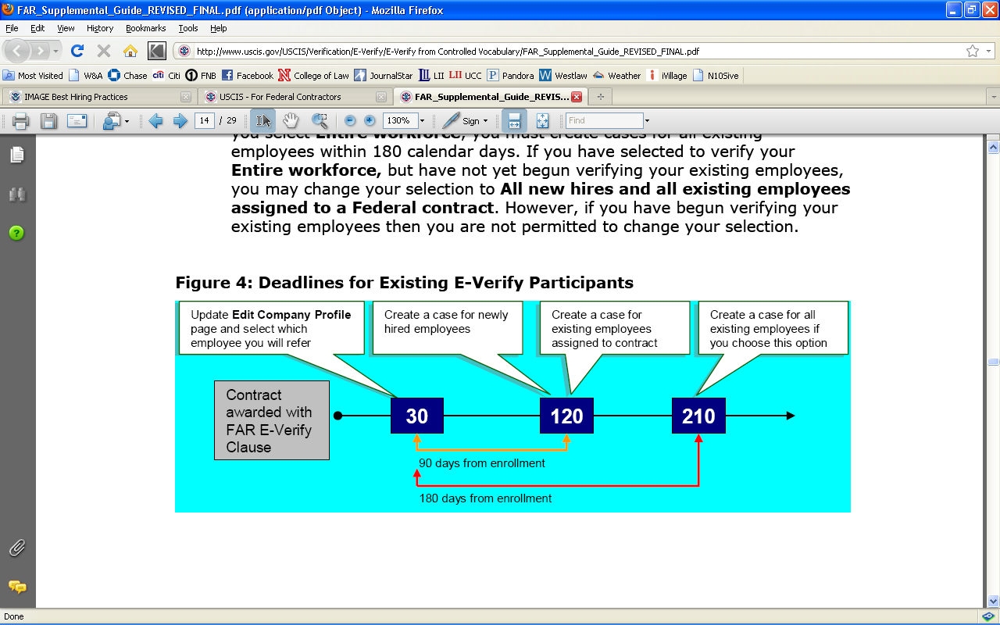 FAR_Supplemental_Guide_REVISED_FINAL.pdf (application/pdf Object) - Mozilla Firefox
File Edit View History Bookmarks Tools Help
http://www.uscis.gov/USCIS/Verification/E-Verify/E-Verify from Controlled Vocabulary/FAR_Supplemental_Guide_REVISED_FINAL.pdf
Most Visited W&A Chase citi Citi FNB Facebook College of Law JournalStar LII LII UCC Pandora Westlaw Weather iVillage N10Sive
IMAGE Best Hiring Practices USCIS - For Federal Contractors FAR_Supplemental_Guide_REVIS...
14 / 29 130% Sign Find
you select Entire workforce, you must create cases for all existing
employees within 180 calendar days. If you have selected to verify your
Entire workforce, but have not yet begun verifying your existing employees,
you may change your selection to All new hires and all existing employees
assigned to a Federal contract. However, if you have begun verifying your
existing employees then you are not permitted to change your selection.
Figure 4: Deadlines for Existing E-Verify Participants
Update Edit Company Profile
page and select which
employee you will refer
Create a case for newly
hired employees
Create a case for
existing employees
assigned to contract
Create a case for all
existing employees if
you choose this option
Contract
awarded with
FAR E-Verify
Clause
30
120
210
90 days from enrollment
180 days from enrollment
Done